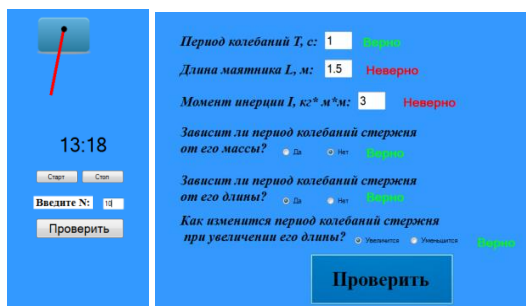 13:18
Старт Стоп
Введите N: 10
Проверить
Период колебаний T, с: 1 Верно
Длина маятника L, м: 1.5 Неверно
Момент инерции I, кг* м*м: 3 Неверно
Зависит ли период колебаний стержня
от его массы? Да Нет Верно
Зависит ли период колебаний стержня
от его длины? Да Нет Верно
Как изменится период колебаний стержня
при увеличении его длины? Увеличится Уменьшится Верно
Проверить